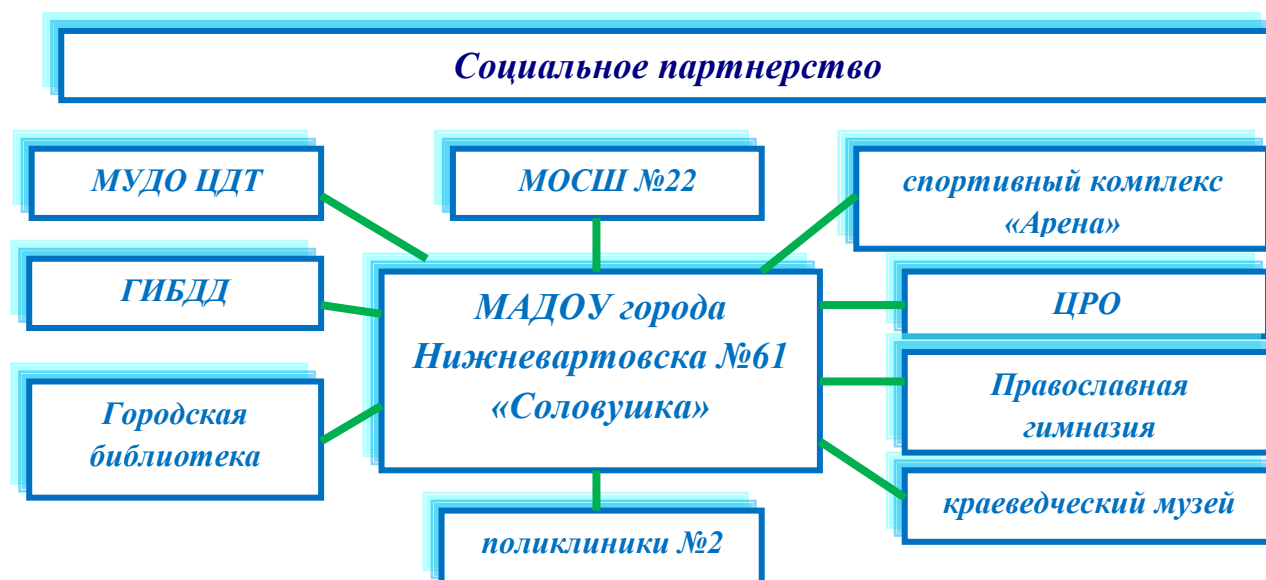 Социальное партнерство
МУДО ЦДТ
МОСШ №22
спортивный комплекс
«Арена»
ГИБДД
МАДОУ города
Нижневартовска №61
«Соловушка»
ЦРО
Городская
библиотека
Православная
гимназия
краеведческий музей
поликлиники №2